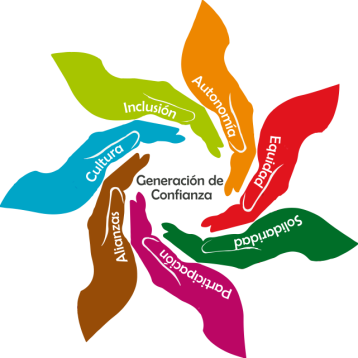 Inclusión
Autonomía
Equidad
Solidaridad
participación
Alianzas
Cultura
Generación de
Confianza